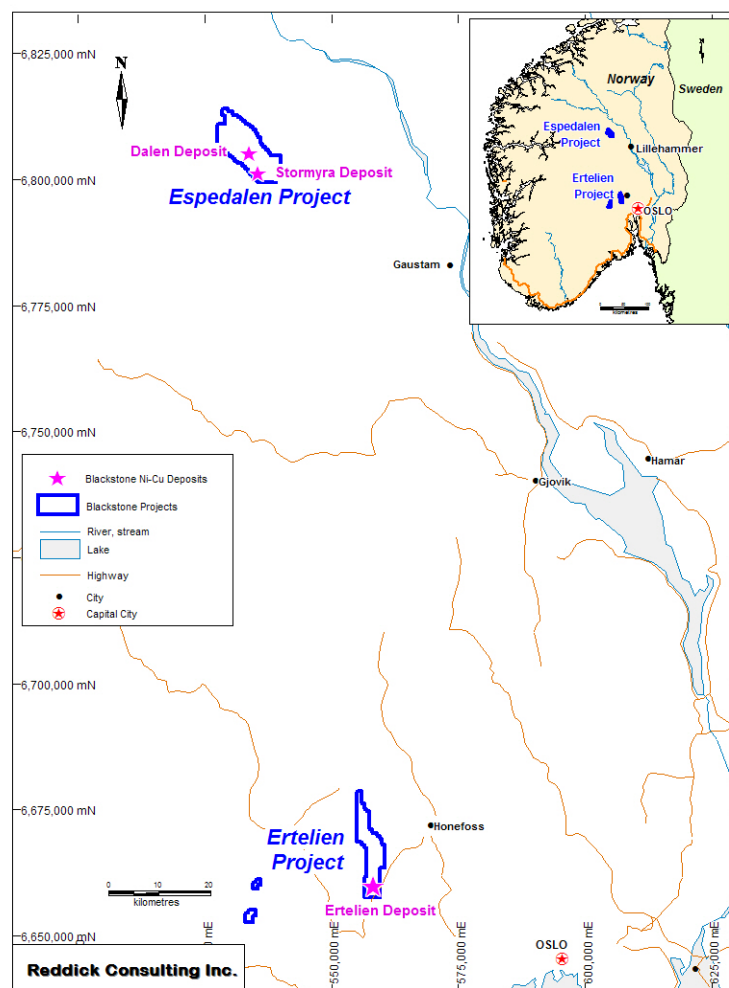 6,825,000 mN
N
Dalen Deposit
Stormyra Deposit
6,800,000 mN
Espedalen Project
Gaustam
6,775,000 mN
N
Norway
Sweden
Espedalen
Project
Lillehammer
Ertelien
Project
OSLO
kilometres
6,750,000 mN
Hamar
Gjovik
Blackstone Ni-Cu Deposits
Blackstone Projects
River, stream
Lake
Highway
City
Capital City
6,700,000 mN
6,675,000 mN
Honefoss
Ertelien
Project
0 10 20
kilometres
Ertelien Deposit
6,650,000 mN
mE
550,000 mE
575,000 mE
600,000 mE
625,000 mE
OSLO
Reddick Consulting Inc.